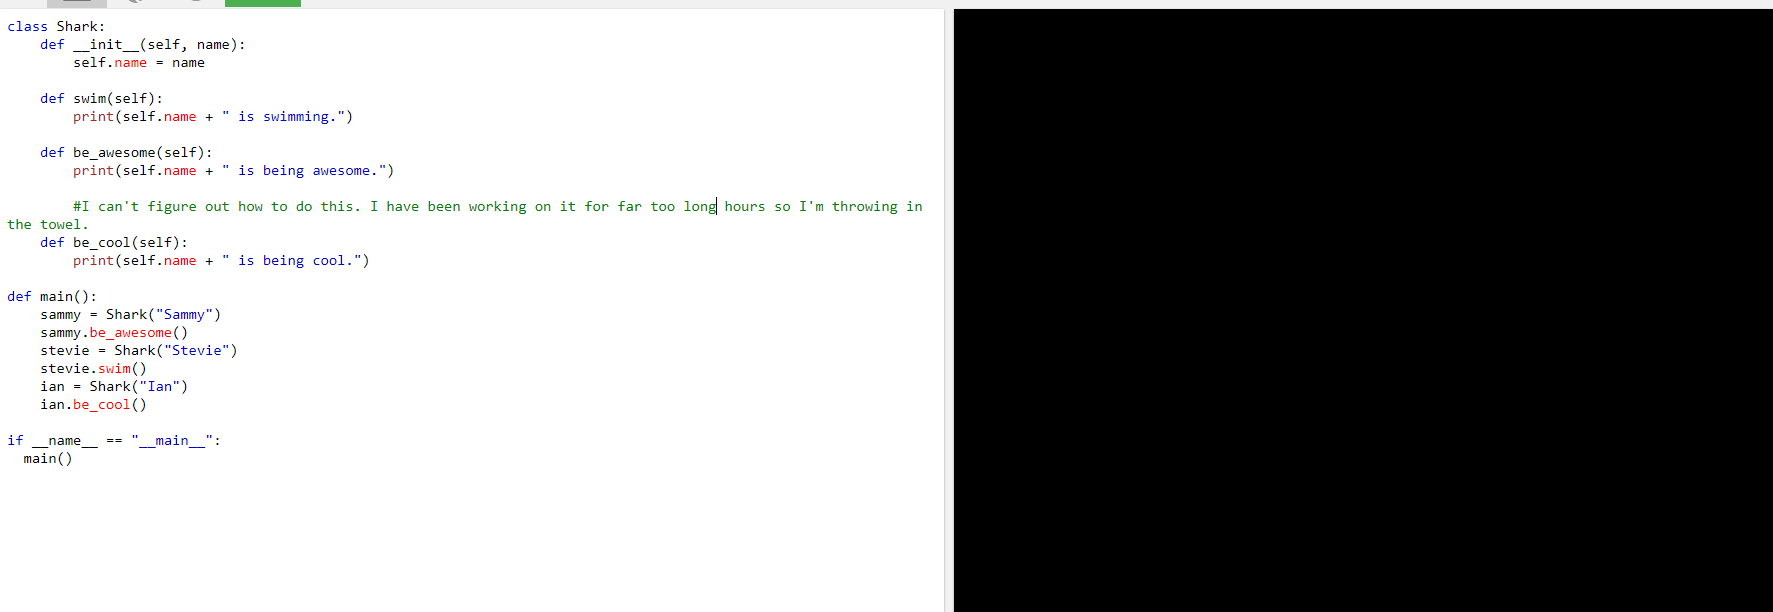 class Shark:
    def __init__(self, name):
        self.name = name
    def swim(self):
        print(self.name + " is swimming.")
    def be_awesome(self):
        print(self.name + " is being awesome.")
        #I can't figure out how to do this. I have been working on it for far too long hours so I'm throwing in
the towel.
    def be_cool(self):
        print(self.name + " is being cool.")
def main():
    sammy = Shark("Sammy")
    sammy.be_awesome()
    stevie = Shark("Stevie")
    stevie.swim()
    ian = Shark("Ian")
    ian.be_cool()
if __name__ == "__main__":
  main()